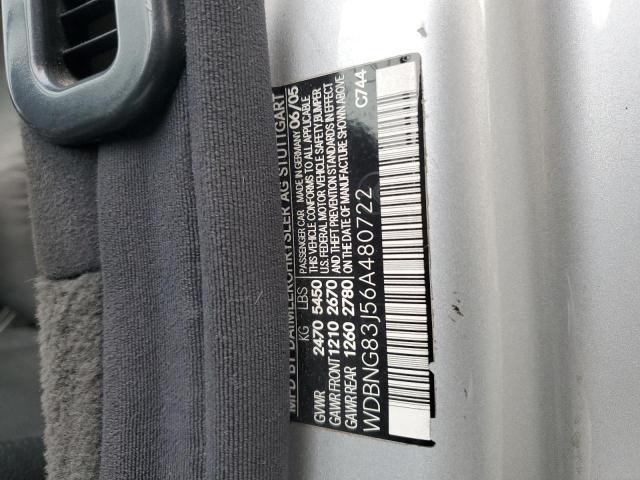 MFD BY DAIMLERCHRYSLER AG STUTTGART
PASSENGER CAR MADE IN GERMANY 06/05
KG LBS THIS VEHICLE CONFORMS TO ALL APPLICABLE
GVWR 2470 5450 U.S. FEDERAL MOTOR VEHICLE SAFETY, BUMPER
GAWR FRONT 1210 2670 AND THEFT PREVENTION STANDARDS IN EFFECT
GAWR REAR 1260 2780 ON THE DATE OF MANUFACTURE SHOWN ABOVE
C744
WDBNG83J56A480722